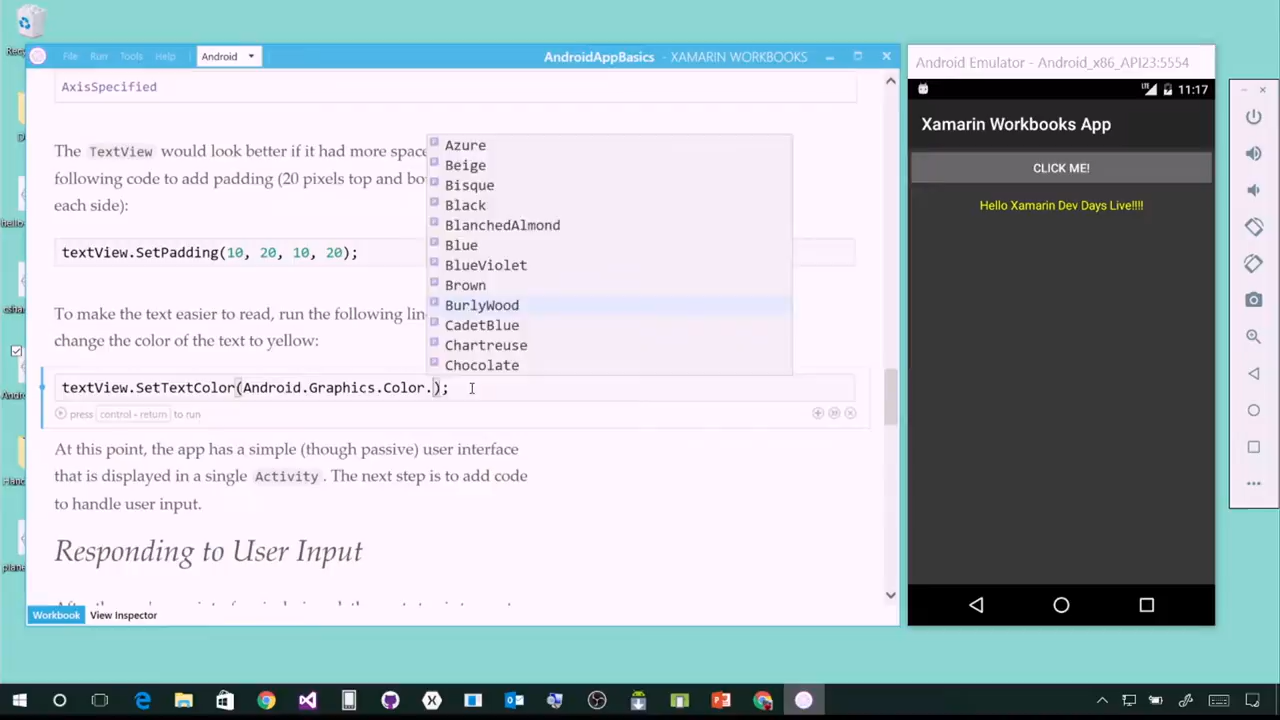 File Run Tools Help Android AndroidAppBasics - XAMARIN WORKBOOKS
AxisSpecified
The TextView would look better if it had more space
following code to add padding (20 pixels top and bo
each side):
textView.SetPadding(10, 20, 10, 20);
To make the text easier to read, run the following lin
change the color of the text to yellow:
Azure
Beige
Bisque
Black
BlanchedAlmond
Blue
BlueViolet
Brown
BurlyWood
CadetBlue
Chartreuse
Chocolate
textView.SetTextColor(Android.Graphics.Color.);
press control - return to run
At this point, the app has a simple (though passive) user interface
that is displayed in a single Activity. The next step is to add code
to handle user input.
Responding to User Input
Workbook View Inspector
Android Emulator - Android_x86_API23:5554
LTE 11:17
Xamarin Workbooks App
CLICK ME!
Hello Xamarin Dev Days Live!!!!